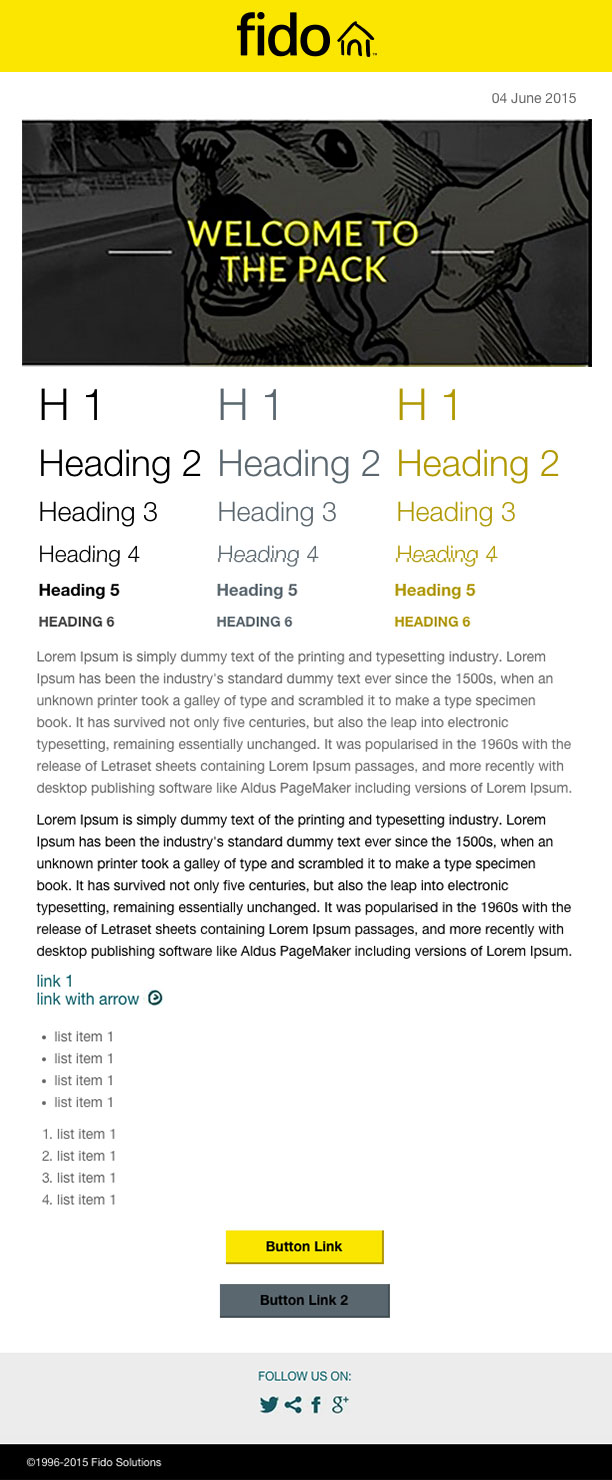 fido
04 June 2015
WELCOME TO
THE PACK
H 1 H 1 H 1
Heading 2 Heading 2 Heading 2
Heading 3 Heading 3 Heading 3
Heading 4 Heading 4 Heading 4
Heading 5 Heading 5 Heading 5
HEADING 6 HEADING 6 HEADING 6
Lorem Ipsum is simply dummy text of the printing and typesetting industry. Lorem
Ipsum has been the industry's standard dummy text ever since the 1500s, when an
unknown printer took a galley of type and scrambled it to make a type specimen
book. It has survived not only five centuries, but also the leap into electronic
typesetting, remaining essentially unchanged. It was popularised in the 1960s with the
release of Letraset sheets containing Lorem Ipsum passages, and more recently with
desktop publishing software like Aldus PageMaker including versions of Lorem Ipsum.
Lorem Ipsum is simply dummy text of the printing and typesetting industry. Lorem
Ipsum has been the industry's standard dummy text ever since the 1500s, when an
unknown printer took a galley of type and scrambled it to make a type specimen
book. It has survived not only five centuries, but also the leap into electronic
typesetting, remaining essentially unchanged. It was popularised in the 1960s with the
release of Letraset sheets containing Lorem Ipsum passages, and more recently with
desktop publishing software like Aldus PageMaker including versions of Lorem Ipsum.
link 1
link with arrow
• list item 1
• list item 1
• list item 1
• list item 1
1. list item 1
2. list item 1
3. list item 1
4. list item 1
Button Link
Button Link 2
FOLLOW US ON:
©1996-2015 Fido Solutions